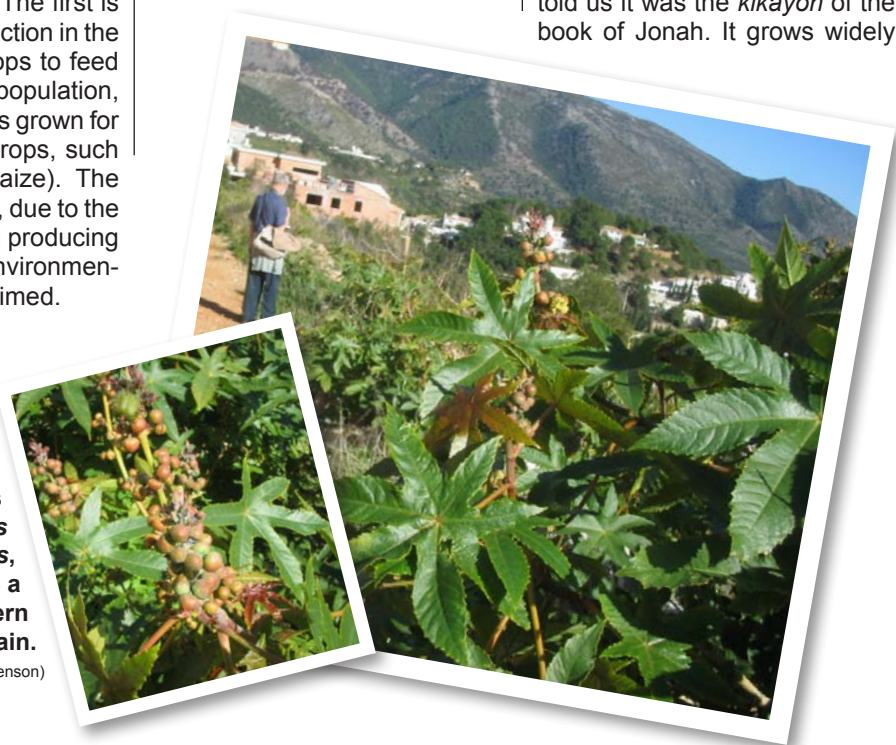 The first is
ction in the
ops to feed
population,
s grown for
rops, such
aize). The
, due to the
producing
nvironmen-
imed.
told us it was the kikayon of the
book of Jonah. It grows widely
s
s
s,
a
ern
ain.
enson)